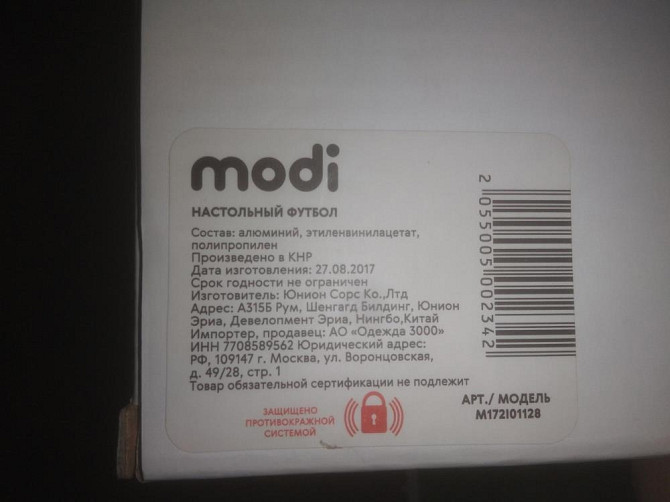 modi
НАСТОЛЬНЫЙ ФУТБОЛ
Состав: алюминий, этиленвинилацетат,
полипропилен
Произведено в КНР
Дата изготовления: 27.08.2017
Срок годности не ограничен
Изготовитель: Юнион Сорс Ко.,Лтд
Адрес: А315Б Рум, Шенгагд Билдинг, Юнион
Эриа, Девелопмент Эриа, Нингбо,Китай
Импортер, продавец: АО «Одежда 3000»
ИНН 7708589562 Юридический адрес:
РФ, 109147 г. Москва, ул. Воронцовская,
д. 49/28, стр. 1
Товар обязательной сертификации не подлежит
ЗАЩИЩЕНО
ПРОТИВОКРАЖНОЙ
СИСТЕМОЙ
2 055005 002342
АРТ./ МОДЕЛЬ
M172I01128